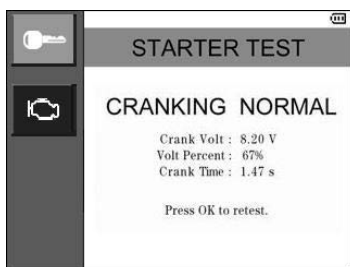 STARTER TEST
CRANKING NORMAL
Crank Volt : 8.20 V
Volt Percent : 67%
Crank Time : 1.47 s
Press OK to retest.